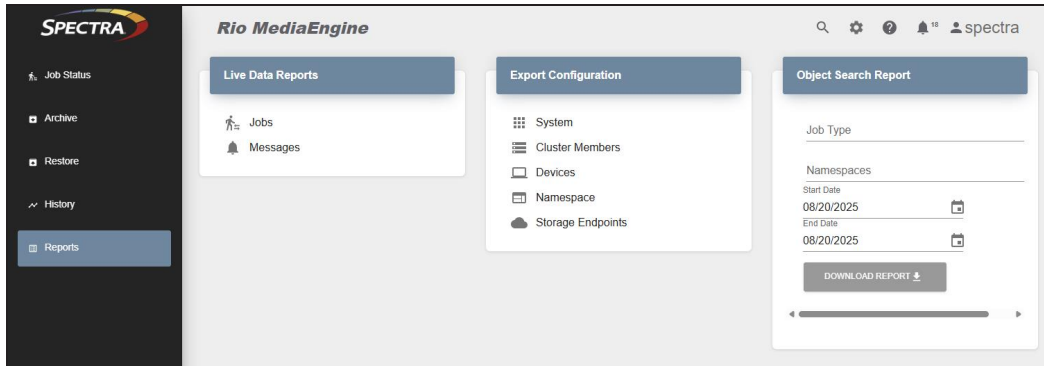 SPECTRA
Rio MediaEngine
18
spectra
Job Status
Archive
Restore
History
Reports
Live Data Reports
Jobs
Messages
Export Configuration
System
Cluster Members
Devices
Namespace
Storage Endpoints
Object Search Report
Job Type
Namespaces
Start Date
08/20/2025
End Date
08/20/2025
DOWNLOAD REPORT